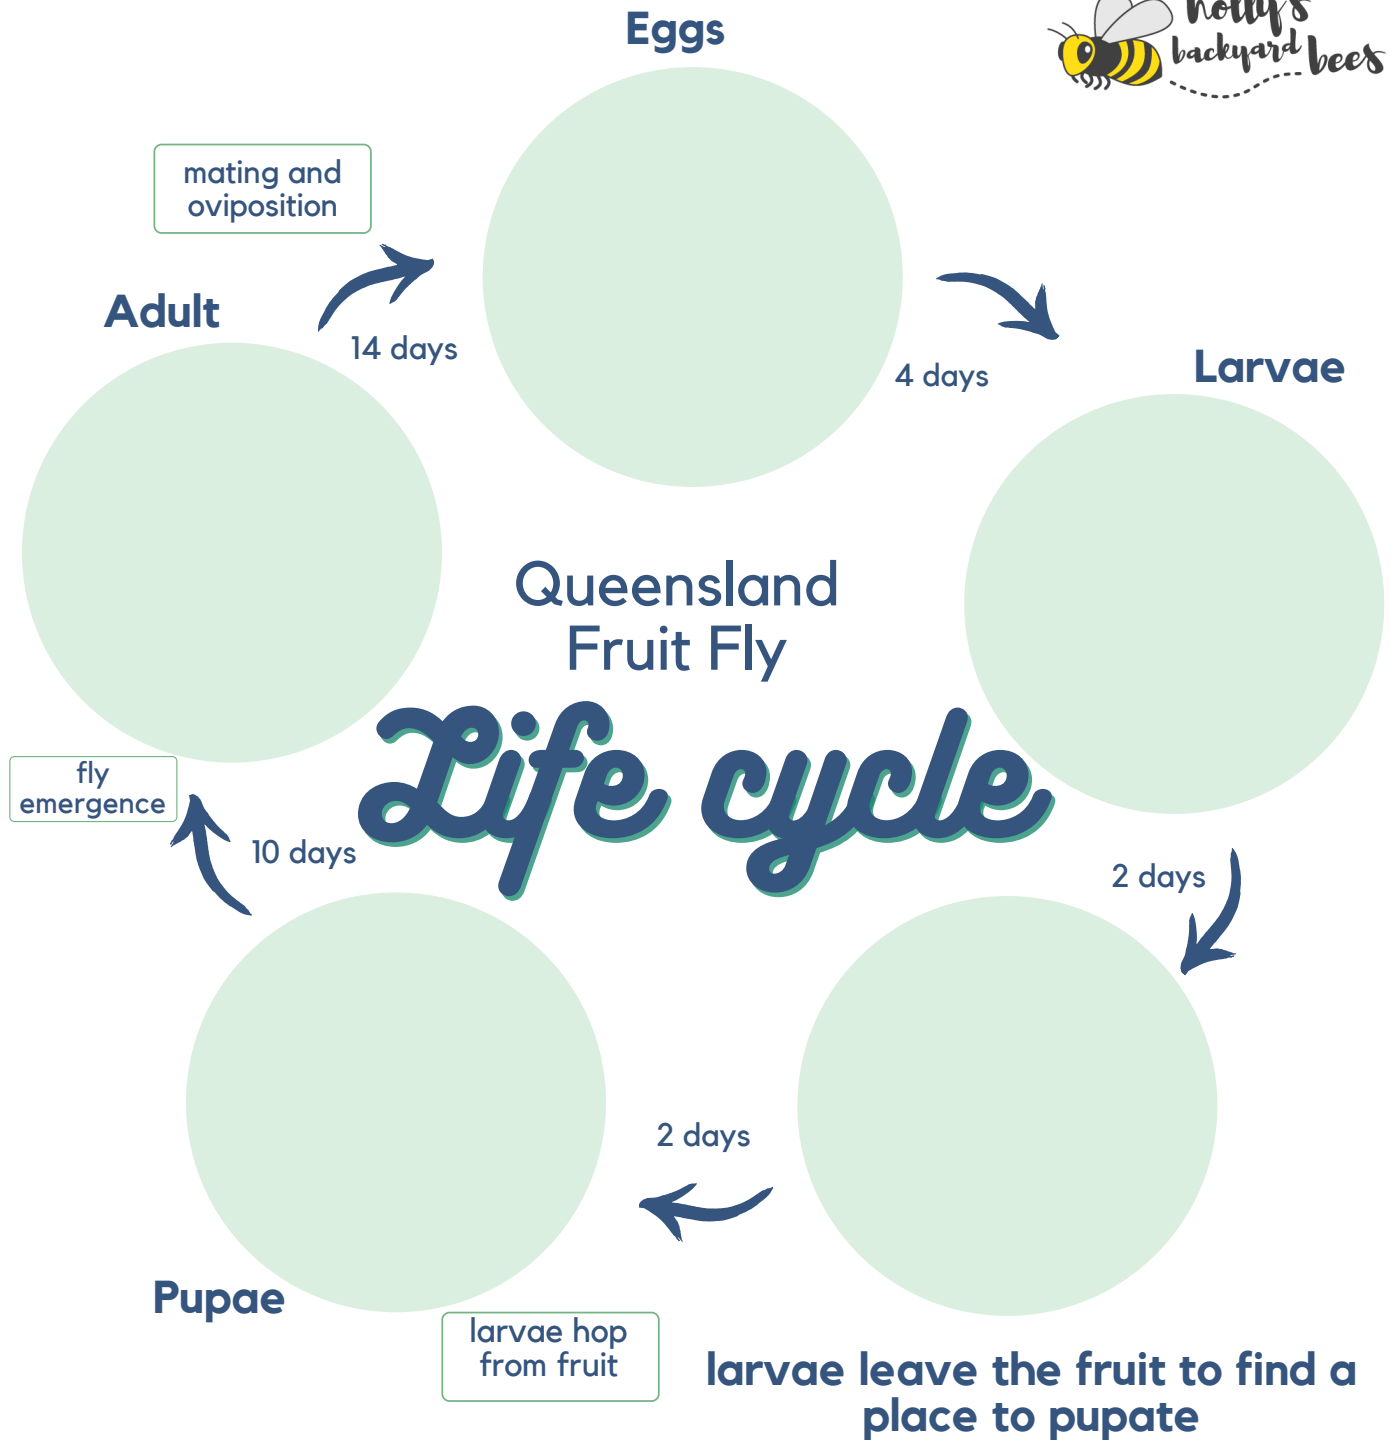 Eggs
holly's
backyard bees
mating and
oviposition
Adult
14 days
4 days
Larvae
Queensland
Fruit Fly
Life cycle
fly
emergence
10 days
2 days
2 days
Pupae
larvae hop
from fruit
larvae leave the fruit to find a
place to pupate